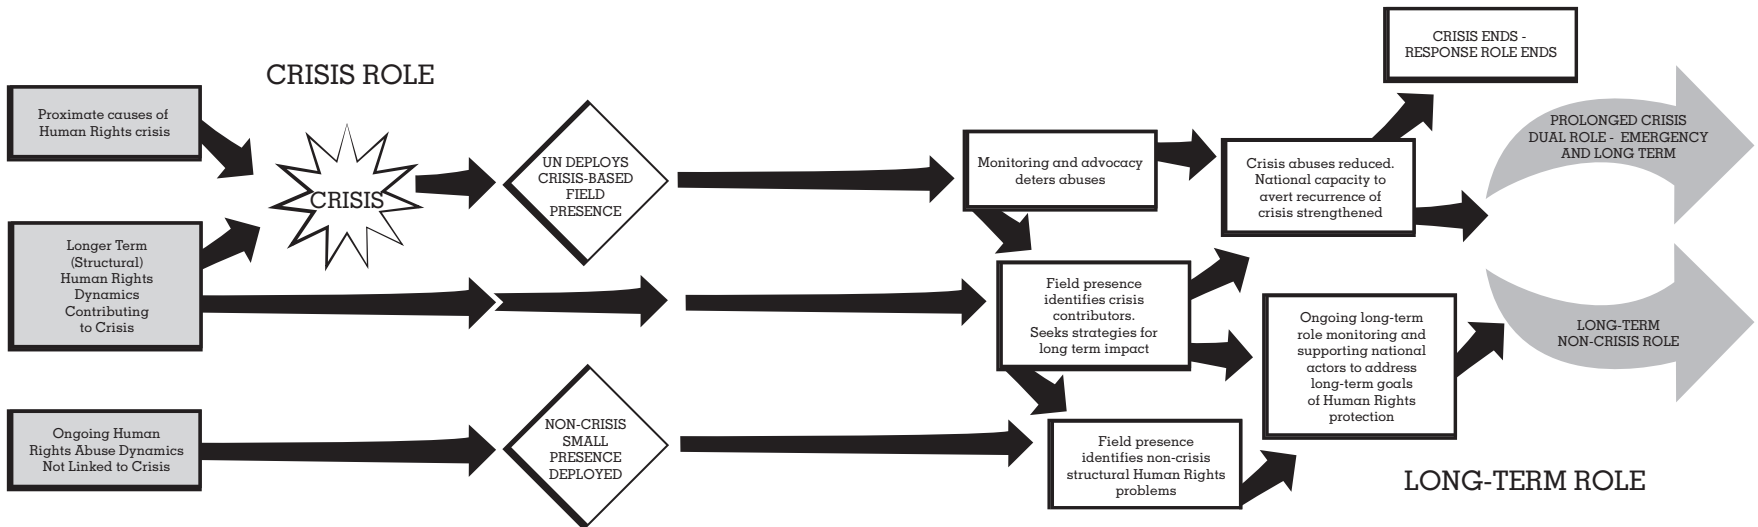 CRISIS ROLE
Proximate causes of
Human Rights crisis
Longer Term
(Structural)
Human Rights
Dynamics
Contributing
to Crisis
Ongoing Human
Rights Abuse Dynamics
Not Linked to Crisis
CRISIS
UN DEPLOYS
CRISIS-BASED
FIELD
PRESENCE
NON-CRISIS
SMALL
PRESENCE
DEPLOYED
Monitoring and advocacy
deters abuses
Field presence
identifies crisis
contributors.
Seeks strategies for
long term impact
Field presence
identifies non-crisis
structural Human Rights
problems
Crisis abuses reduced.
National capacity to
avert recurrence of
crisis strengthened
Ongoing long-term
role monitoring and
supporting national
actors to address
long-term goals
of Human Rights
protection
CRISIS ENDS -
RESPONSE ROLE ENDS
PROLONGED CRISIS
DUAL ROLE - EMERGENCY
AND LONG TERM
LONG-TERM
NON-CRISIS ROLE
LONG-TERM ROLE